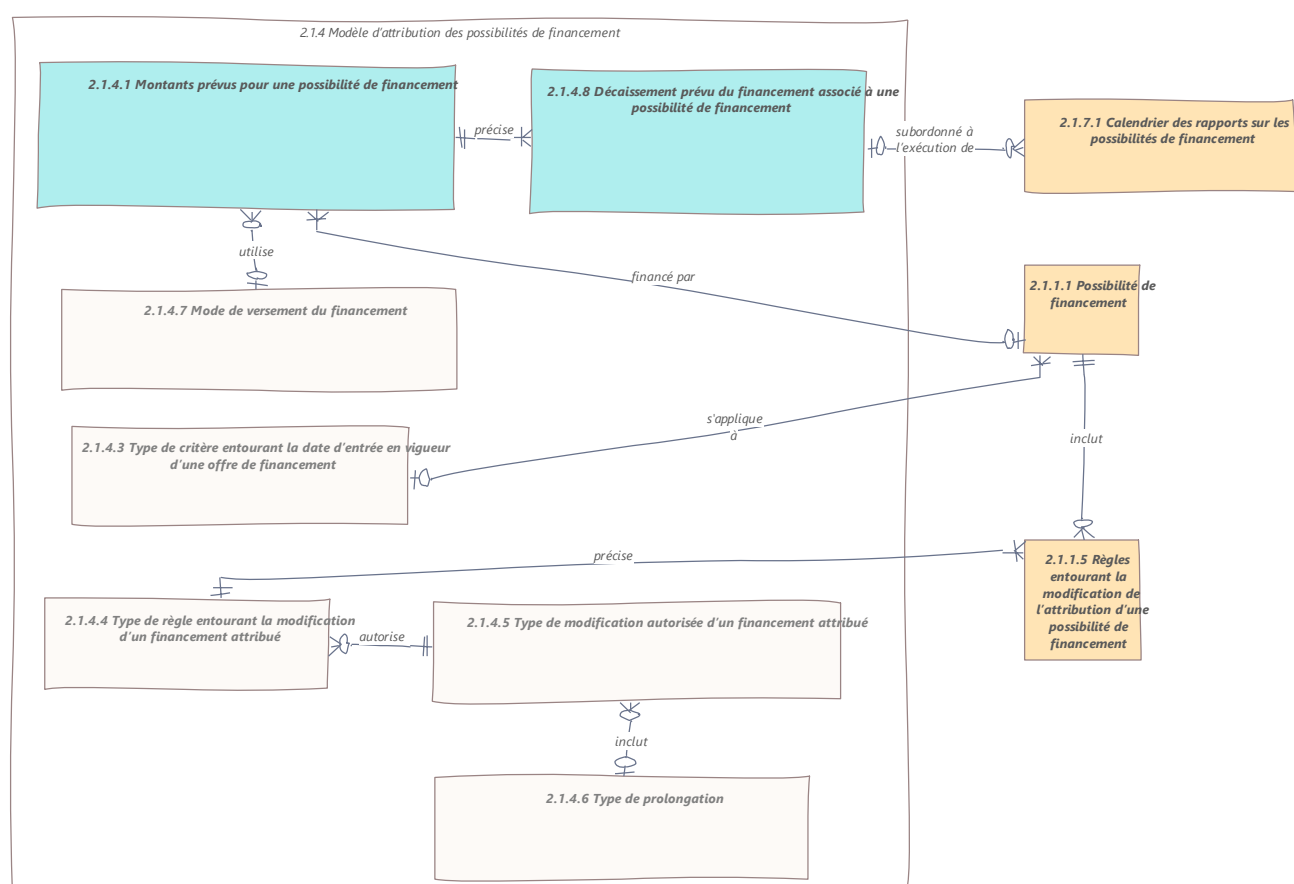 2.1.4 Modèle d'attribution des possibilités de financement
2.1.4.1 Montants prévus pour une possibilité de financement
2.1.4.8 Décaissement prévu du financement associé à une
possibilité de financement
précise
subordonné à
l'exécution de
2.1.7.1 Calendrier des rapports sur les
possibilités de financement
utilise
financé par
2.1.1.1 Possibilité de
financement
2.1.4.7 Mode de versement du financement
s'applique
à
2.1.4.3 Type de critère entourant la date d'entrée en vigueur
d'une offre de financement
inclut
précise
2.1.1.5 Règles
entourant la
modification de
l'attribution d'une
possibilité de
financement
2.1.4.4 Type de règle entourant la modification
d'un financement attribué
autorise
2.1.4.5 Type de modification autorisée d'un financement attribué
inclut
2.1.4.6 Type de prolongation